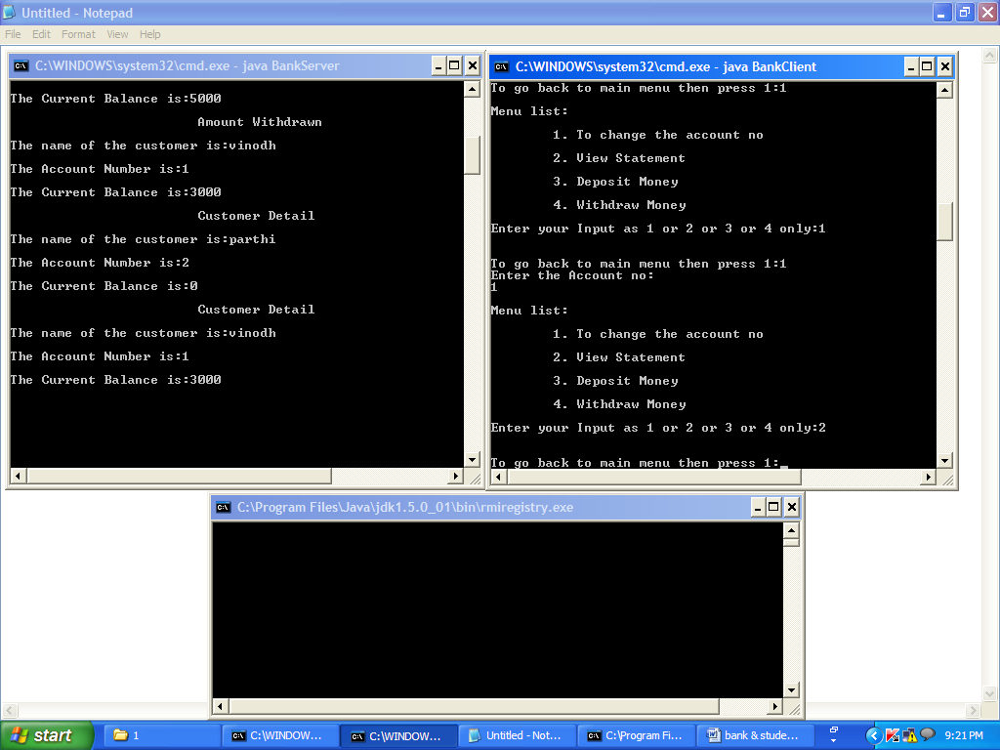 Untitled - Notepad
File Edit Format View Help
C:\WINDOWS\system32\cmd.exe - java BankServer
The Current Balance is:5000
Amount Withdrawn
The name of the customer is:vinodh
The Account Number is:1
The Current Balance is:3000
Customer Detail
The name of the customer is:parthi
The Account Number is:2
The Current Balance is:0
Customer Detail
The name of the customer is:vinodh
The Account Number is:1
The Current Balance is:3000
C:\WINDOWS\system32\cmd.exe - java BankClient
To go back to main menu then press 1:1
Menu list:
1. To change the account no
2. View Statement
3. Deposit Money
4. Withdraw Money
Enter your Input as 1 or 2 or 3 or 4 only:1
To go back to main menu then press 1:1
Enter the Account no:
1
Menu list:
1. To change the account no
2. View Statement
3. Deposit Money
4. Withdraw Money
Enter your Input as 1 or 2 or 3 or 4 only:2
To go back to main menu then press 1:_
C:\Program Files\Java\jdk1.5.0_01\bin\rmiregistry.exe
start
1
C:\WINDOW...
C:\WINDOW...
Untitled - Not...
C:\Program Fi...
bank & stude...
9:21 PM